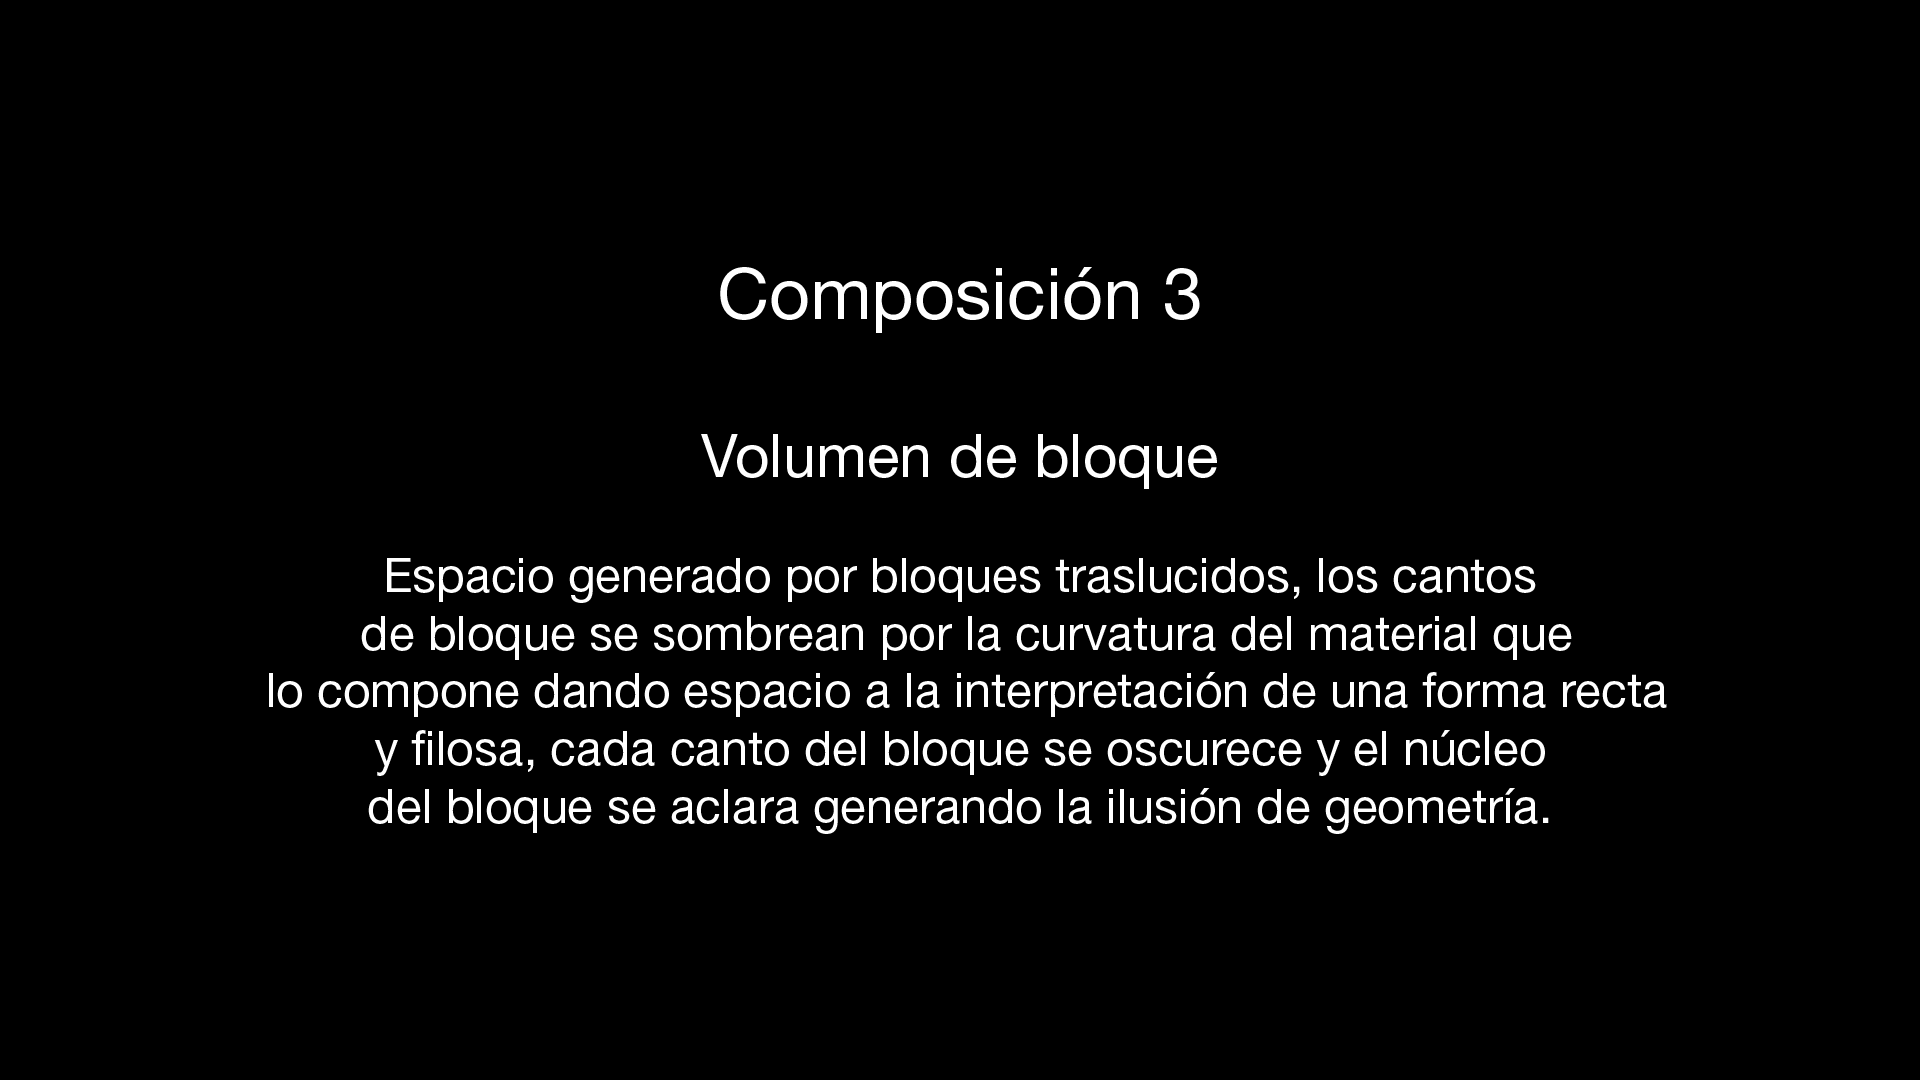 Composición 3
Volumen de bloque
Espacio generado por bloques traslucidos, los cantos
de bloque se sombrean por la curvatura del material que
lo compone dando espacio a la interpretación de una forma recta
y filosa, cada canto del bloque se oscurece y el núcleo
del bloque se aclara generando la ilusión de geometría.